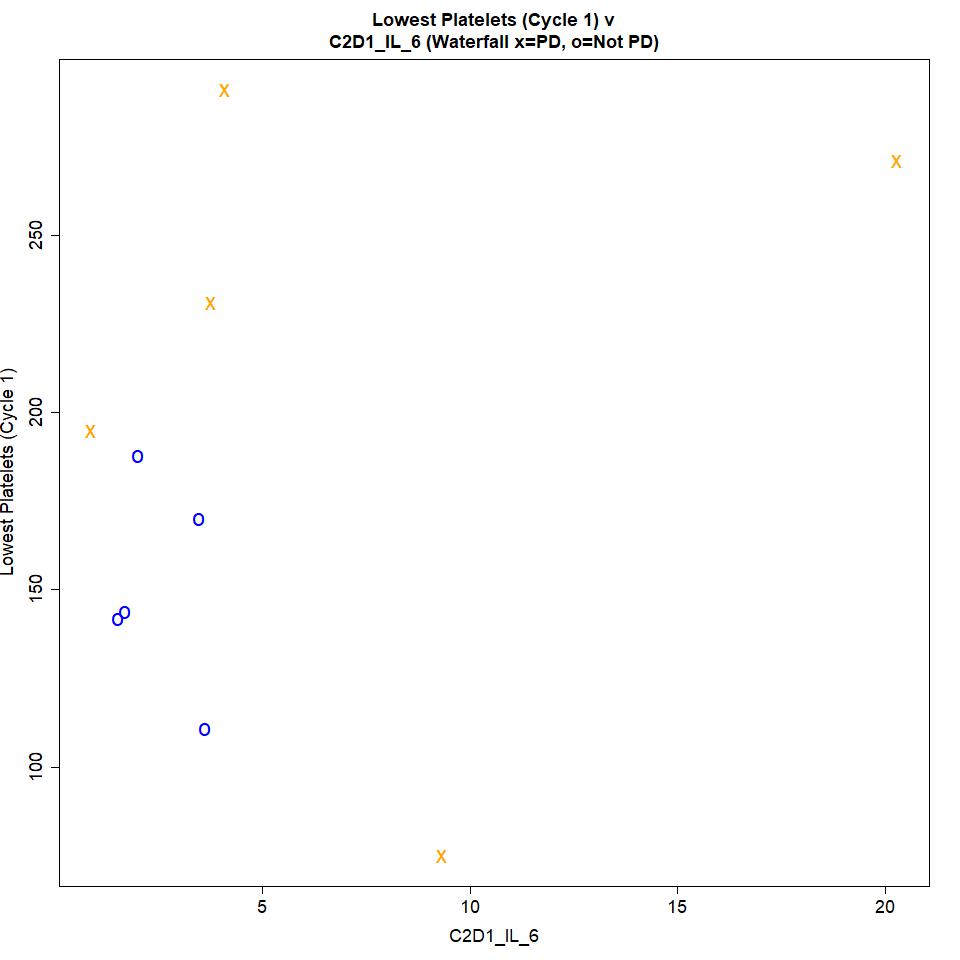 Lowest Platelets (Cycle 1) v
C2D1_IL_6 (Waterfall x=PD, o=Not PD)
Lowest Platelets (Cycle 1)
250
200
150
100
X
X
X
X
O
O
O
O
O
X
5
10
15
20
C2D1_IL_6